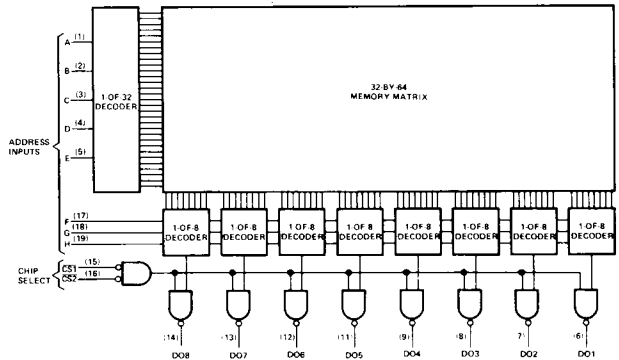 A (1)
B (2)
C (3)
D (4)
E (5)
ADDRESS
INPUTS
1-OF-32
DECODER
32-BY-64
MEMORY MATRIX
F (17)
G (18)
H (19)
1-OF-8
DECODER
1-OF-8
DECODER
1-OF-8
DECODER
1-OF-8
DECODER
1-OF-8
DECODER
1-OF-8
DECODER
1-OF-8
DECODER
1-OF-8
DECODER
CHIP
SELECT
C̅S̅1̅ (15)
C̅S̅2̅ (16)
(14) (13) (12) (11) (9) (8) 7) (6)
DO8 DO7 DO6 DO5 DO4 DO3 DO2 DO1